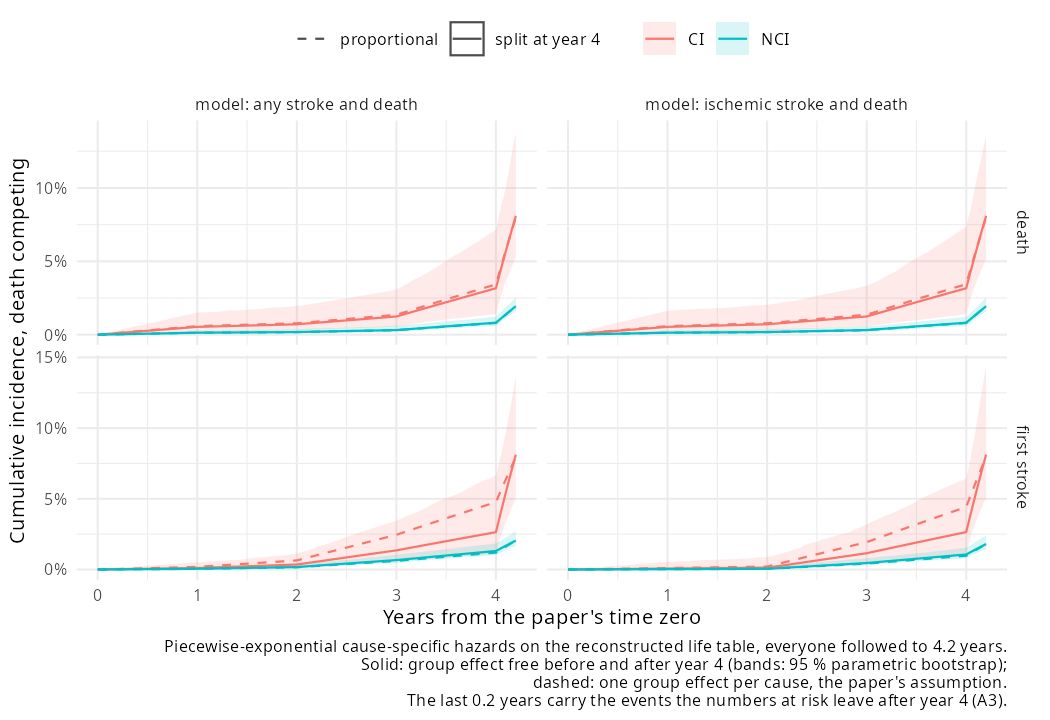 proportional split at year 4 CI NCI
model: any stroke and death
model: ischemic stroke and death
Cumulative incidence, death competing
10%
5%
0%
death
15%
10%
5%
0%
first stroke
0 1 2 3 4
0 1 2 3 4
Years from the paper's time zero
Piecewise-exponential cause-specific hazards on the reconstructed life table, everyone followed to 4.2 years.
Solid: group effect free before and after year 4 (bands: 95 % parametric bootstrap);
dashed: one group effect per cause, the paper's assumption.
The last 0.2 years carry the events the numbers at risk leave after year 4 (A3).